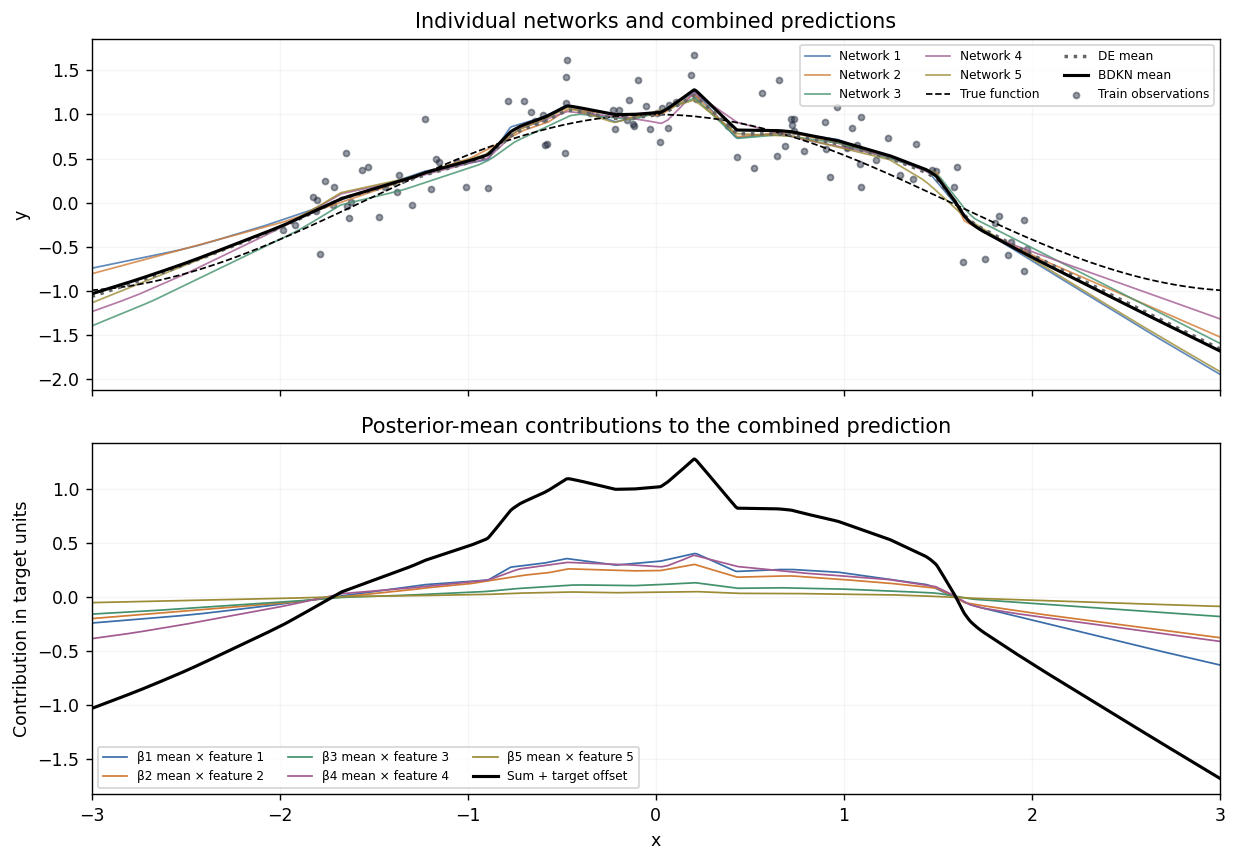 Individual networks and combined predictions
Network 1
Network 2
Network 3
Network 4
Network 5
True function
DE mean
BDKN mean
Train observations
y
1.5
1.0
0.5
0.0
−0.5
−1.0
−1.5
−2.0
Posterior-mean contributions to the combined prediction
Contribution in target units
1.0
0.5
0.0
−0.5
−1.0
−1.5
β1 mean × feature 1
β2 mean × feature 2
β3 mean × feature 3
β4 mean × feature 4
β5 mean × feature 5
Sum + target offset
−3 −2 −1 0 1 2 3
x